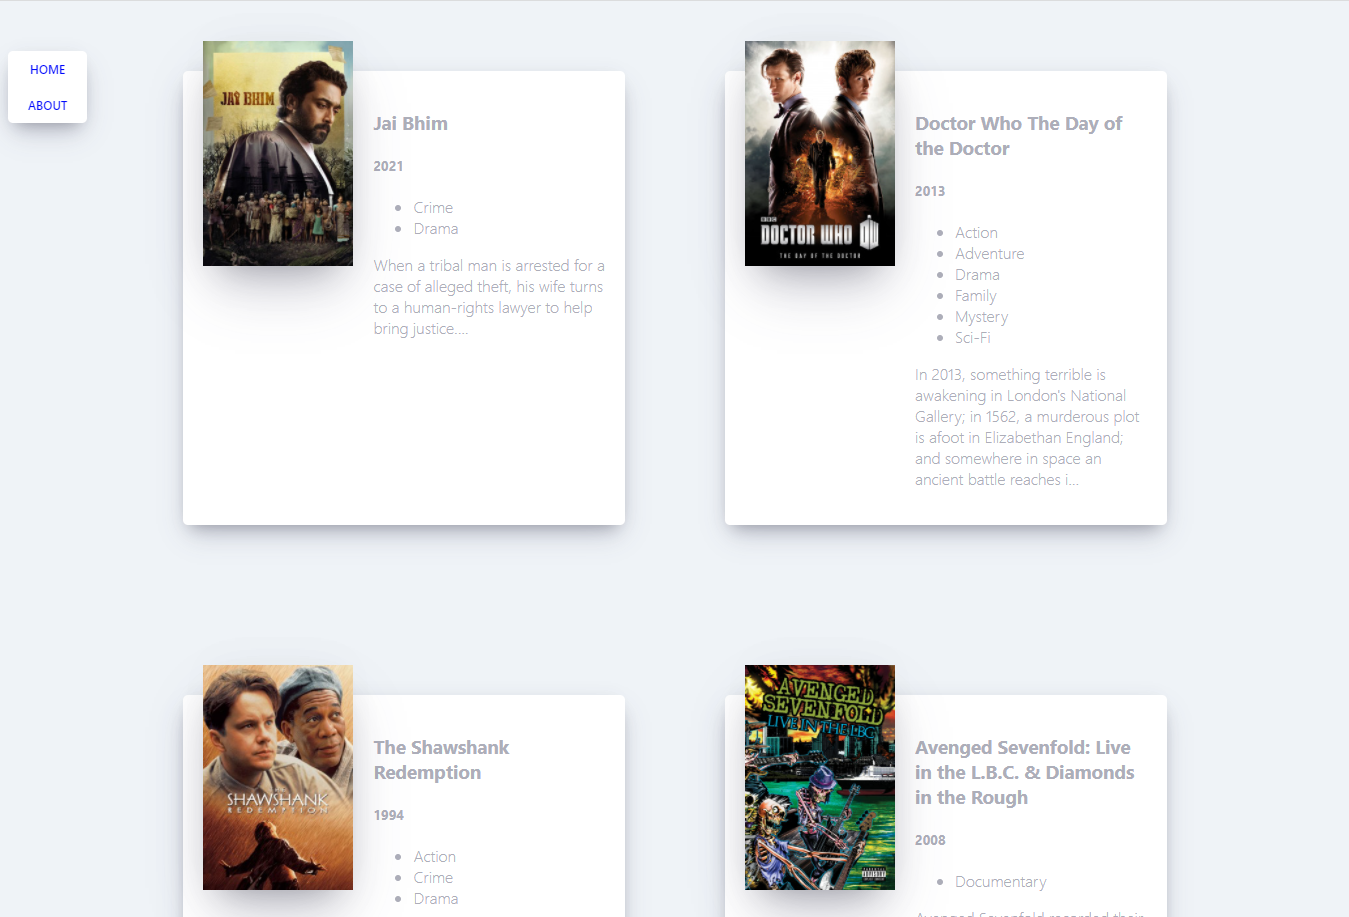 HOME
ABOUT
JAI BHIM
Jai Bhim
2021
Crime
Drama
When a tribal man is arrested for a
case of alleged theft, his wife turns
to a human-rights lawyer to help
bring justice....
BBC
DOCTOR WHO
THE DAY OF THE DOCTOR
Doctor Who The Day of
the Doctor
2013
Action
Adventure
Drama
Family
Mystery
Sci-Fi
In 2013, something terrible is
awakening in London's National
Gallery; in 1562, a murderous plot
is afoot in Elizabethan England;
and somewhere in space an
ancient battle reaches i...
THE
SHAWSHANK
REDEMPTION
The Shawshank
Redemption
1994
Action
Crime
Drama
AVENGED
SEVENFOLD
LIVE IN THE LBC
Avenged Sevenfold: Live
in the L.B.C. & Diamonds
in the Rough
2008
Documentary
Avenged Sevenfold recorded their